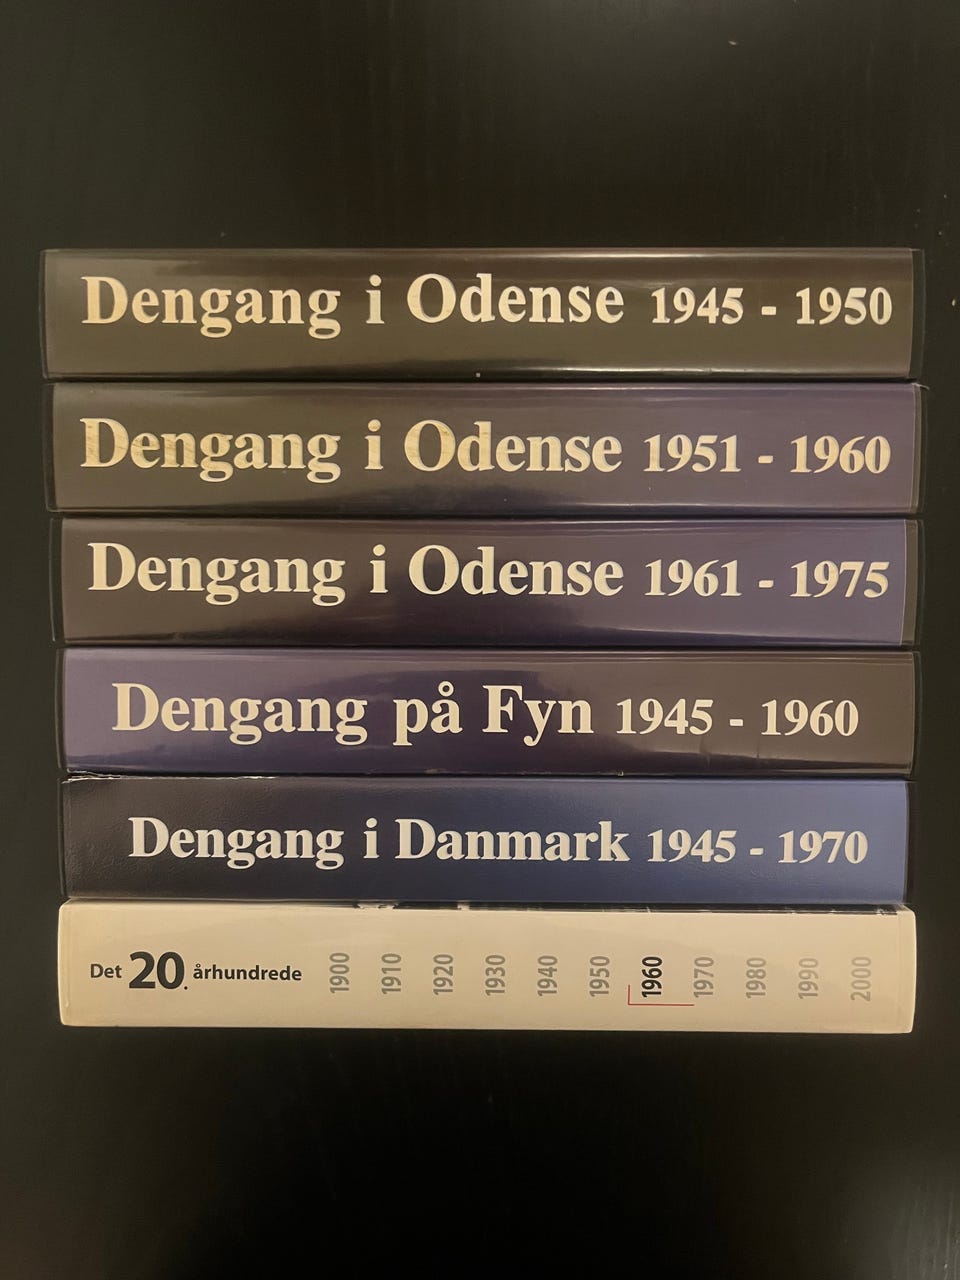 Dengang i Odense 1945 - 1950
Dengang i Odense 1951 - 1960
Dengang i Odense 1961 - 1975
Dengang på Fyn 1945 - 1960
Dengang i Danmark 1945 - 1970
Det 20. århundrede 1900 1910 1920 1930 1940 1950 1960 1970 1980 1990 2000